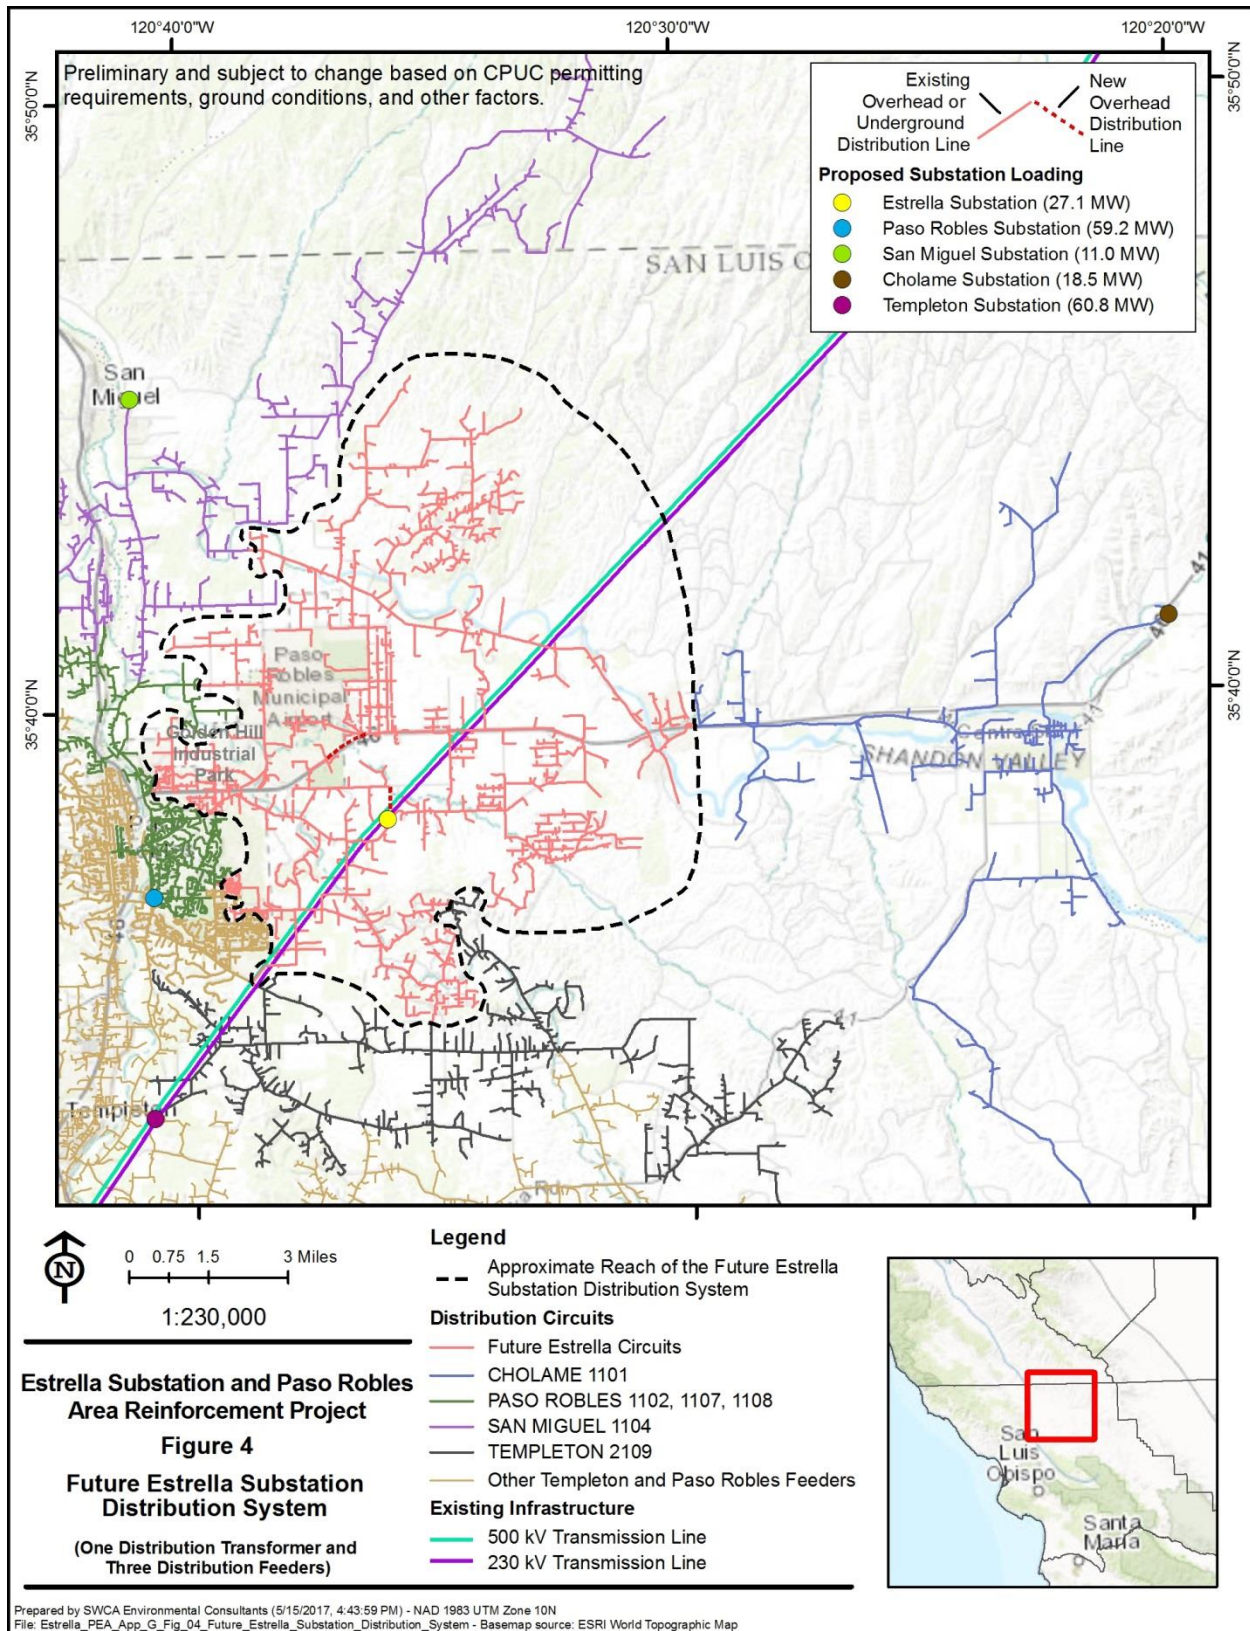 120°40'0"W
120°30'0"W
120°20'0"W
35°50'0"N
35°50'0"N
Preliminary and subject to change based on CPUC permitting
requirements, ground conditions, and other factors.
Existing
Overhead or
Underground
Distribution Line
New
Overhead
Distribution
Line
Proposed Substation Loading
Estrella Substation (27.1 MW)
Paso Robles Substation (59.2 MW)
San Miguel Substation (11.0 MW)
Cholame Substation (18.5 MW)
Templeton Substation (60.8 MW)
SAN LUIS O
San
Miguel
41
46
Paso
Robles
Municipal
Airport
35°40'0"N
35°40'0"N
46
Golden Hill
Industrial
Park
41
SHANDON VALLEY
41
Templeton
Legend
Approximate Reach of the Future Estrella
Substation Distribution System
Distribution Circuits
Future Estrella Circuits
CHOLAME 1101
PASO ROBLES 1102, 1107, 1108
SAN MIGUEL 1104
TEMPLETON 2109
Other Templeton and Paso Robles Feeders
Existing Infrastructure
500 kV Transmission Line
230 kV Transmission Line
N
0 0.75 1.5 3 Miles
1:230,000
Estrella Substation and Paso Robles
Area Reinforcement Project
Figure 4
Future Estrella Substation
Distribution System
(One Distribution Transformer and
Three Distribution Feeders)
San
Luis
Obispo
Santa
Maria
Prepared by SWCA Environmental Consultants (5/15/2017, 4:43:59 PM) - NAD 1983 UTM Zone 10N
File: Estrella_PEA_App_G_Fig_04_Future_Estrella_Substation_Distribution_System - Basemap source: ESRI World Topographic Map